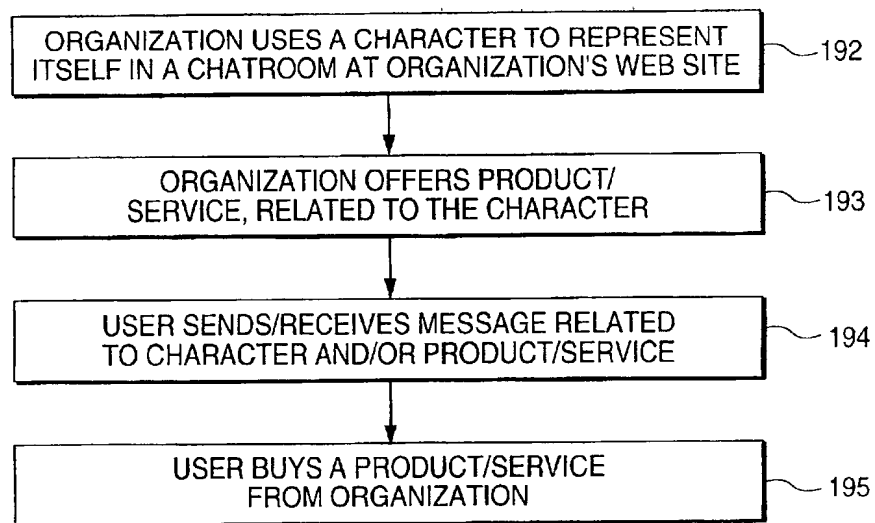 ORGANIZATION USES A CHARACTER TO REPRESENT
ITSELF IN A CHATROOM AT ORGANIZATION'S WEB SITE
192
ORGANIZATION OFFERS PRODUCT/
SERVICE, RELATED TO THE CHARACTER
193
USER SENDS/RECEIVES MESSAGE RELATED
TO CHARACTER AND/OR PRODUCT/SERVICE
194
USER BUYS A PRODUCT/SERVICE
FROM ORGANIZATION
195